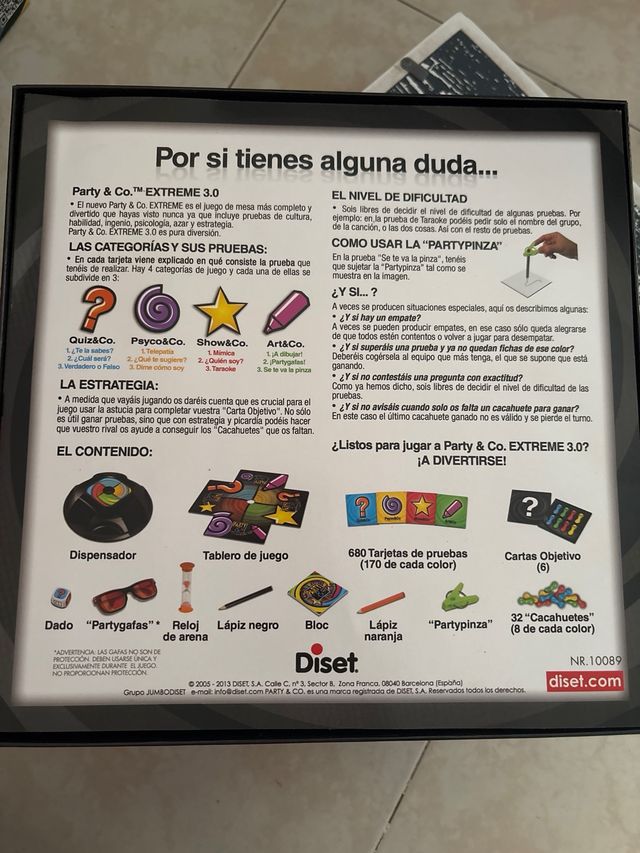 Por si tienes alguna duda...
Party & Co.™ EXTREME 3.0
• El nuevo Party & Co. EXTREME es el juego de mesa más completo y
divertido que hayas visto nunca ya que incluye pruebas de cultura,
habilidad, ingenio, psicología, azar y estrategia.
Party & Co. EXTREME 3.0 es pura diversión.
LAS CATEGORÍAS Y SUS PRUEBAS:
• En cada tarjeta viene explicado en qué consiste la prueba que
tenéis de realizar. Hay 4 categorías de juego y cada una de ellas se
subdivide en 3:
Quiz&Co.
1. ¿Te la sabes?
2. ¿Cuál será?
3. Verdadero o Falso
Psyco&Co.
1. Telepatía
2. ¿Qué te sugiere?
3. Dime cómo soy
Show&Co.
1. Mímica
2. ¿Quién soy?
3. Taraoke
Art&Co.
1. ¡A dibujar!
2. ¡Partygafas!
3. Se te va la pinza
LA ESTRATEGIA:
• A medida que vayáis jugando os daréis cuenta que es crucial para el
juego usar la astucia para completar vuestra "Carta Objetivo". No sólo
es útil ganar pruebas, sino que con estrategia y picardía podéis hacer
que vuestro rival os ayude a conseguir los "Cacahuetes" que os faltan.
EL NIVEL DE DIFICULTAD
• Sois libres de decidir el nivel de dificultad de algunas pruebas. Por
ejemplo: en la prueba de Taraoke podéis pedir solo el nombre del grupo,
de la canción, o las dos cosas. Así con el resto de pruebas.
COMO USAR LA "PARTYPINZA"
En la prueba "Se te va la pinza", tenéis
que sujetar la "Partypinza" tal como se
muestra en la imagen.
¿Y SI... ?
A veces se producen situaciones especiales, aquí os describimos algunas:
• ¿Y si hay un empate?
A veces se pueden producir empates, en ese caso sólo queda alegrarse
de que todos estén contentos o volver a jugar para desempatar.
• ¿Y si superáis una prueba y ya no quedan fichas de ese color?
Deberéis cogérsela al equipo que más tenga, el que se supone que está
ganando.
• ¿Y si no contestáis una pregunta con exactitud?
Como ya hemos dicho, sois libres de decidir el nivel de dificultad de las
pruebas.
• ¿Y si no avisáis cuando solo os falta un cacahuete para ganar?
En este caso el último cacahuete ganado no es válido y se pierde el turno.
¿Listos para jugar a Party & Co. EXTREME 3.0?
¡A DIVERTIRSE!
EL CONTENIDO:
Dispensador
Tablero de juego
680 Tarjetas de pruebas
(170 de cada color)
Cartas Objetivo
(6)
Dado
"Partygafas"*
Reloj
de arena
Lápiz negro
Bloc
Lápiz
naranja
"Partypinza"
32 "Cacahuetes"
(8 de cada color)
*ADVERTENCIA: LAS GAFAS NO SON DE
PROTECCIÓN. DEBEN USARSE ÚNICA Y
EXCLUSIVAMENTE DURANTE EL JUEGO.
NO PROPORCIONAN PROTECCIÓN.
Diset
NR.10089
diset.com
© 2005 - 2013 DISET, S.A. Calle C, nº 3, Sector B, Zona Franca, 08040 Barcelona (España)
Grupo JUMBODISET e-mail: info@diset.com PARTY & CO. es una marca registrada de DISET, S.A. Reservados todos los derechos.